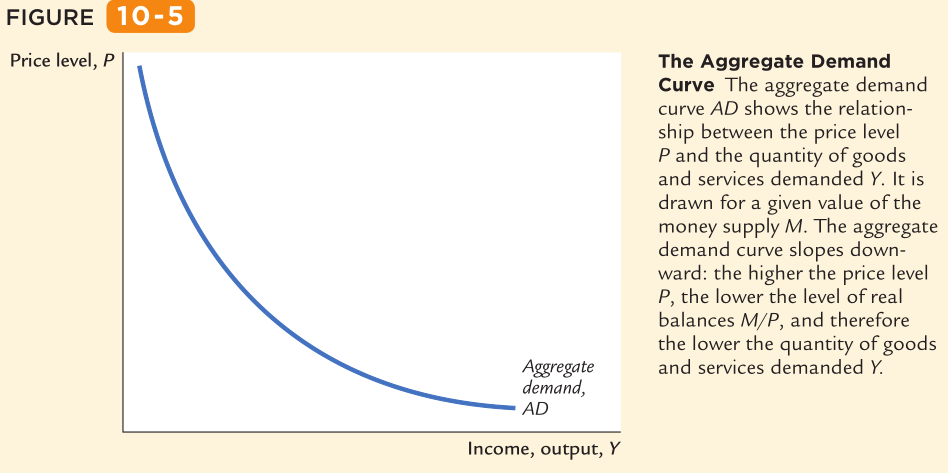 FIGURE 10-5
Price level, P
The Aggregate Demand
Curve The aggregate demand
curve AD shows the relation-
ship between the price level
P and the quantity of goods
and services demanded Y. It is
drawn for a given value of the
money supply M. The aggregate
demand curve slopes down-
ward: the higher the price level
P, the lower the level of real
balances M/P, and therefore
the lower the quantity of goods
and services demanded Y.
Aggregate
demand,
AD
Income, output, Y